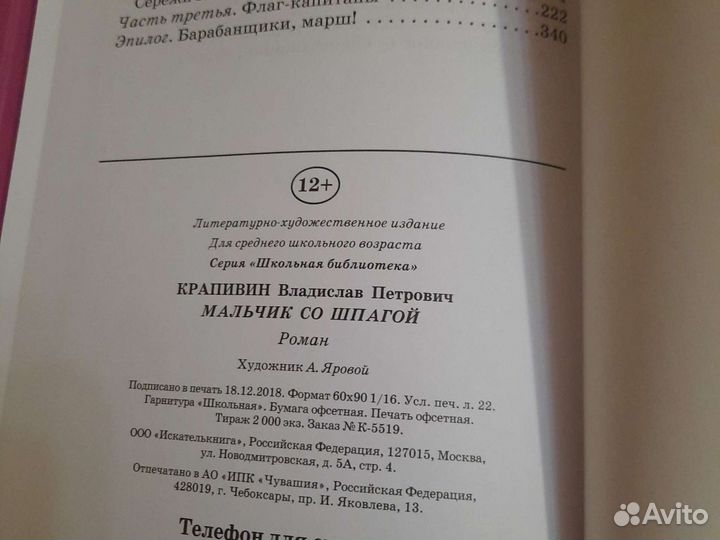 Часть третья. Флаг-капитаны . . . . . . . . . . . . 222
Эпилог. Барабанщики, марш! . . . . . . . . . . . . 340
12+
Литературно-художественное издание
Для среднего школьного возраста
Серия «Школьная библиотека»
КРАПИВИН Владислав Петрович
МАЛЬЧИК СО ШПАГОЙ
Роман
Художник А. Яровой
Подписано в печать 18.12.2018. Формат 60х90 1/16. Усл. печ. л. 22.
Гарнитура «Школьная». Бумага офсетная. Печать офсетная.
Тираж 2 000 экз. Заказ № К-5519.
ООО «Искателькнига», Российская Федерация, 127015, Москва,
ул. Новодмитровская, д. 5А, стр. 4.
Отпечатано в АО «ИПК «Чувашия», Российская Федерация,
428019, г. Чебоксары, пр. И. Яковлева, 13.
Телефон для
Avito